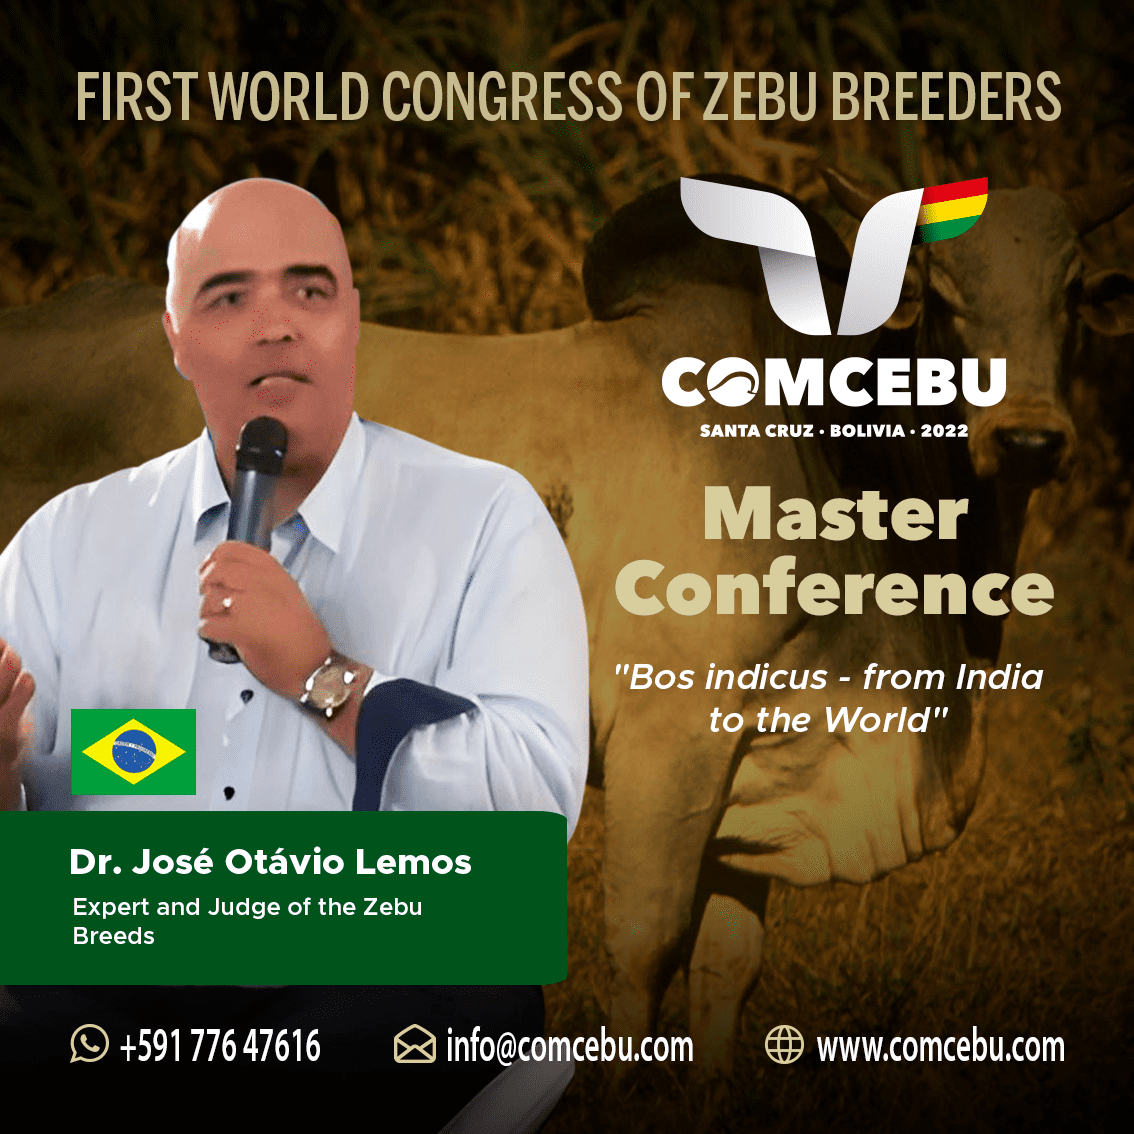 FIRST WORLD CONGRESS OF ZEBU BREEDERS
COMCEBU
SANTA CRUZ · BOLIVIA · 2022
Master
Conference
"Bos indicus - from India
to the World"
Dr. José Otávio Lemos
Expert and Judge of the Zebu
Breeds
+591 776 47616
info@comcebu.com
www.comcebu.com